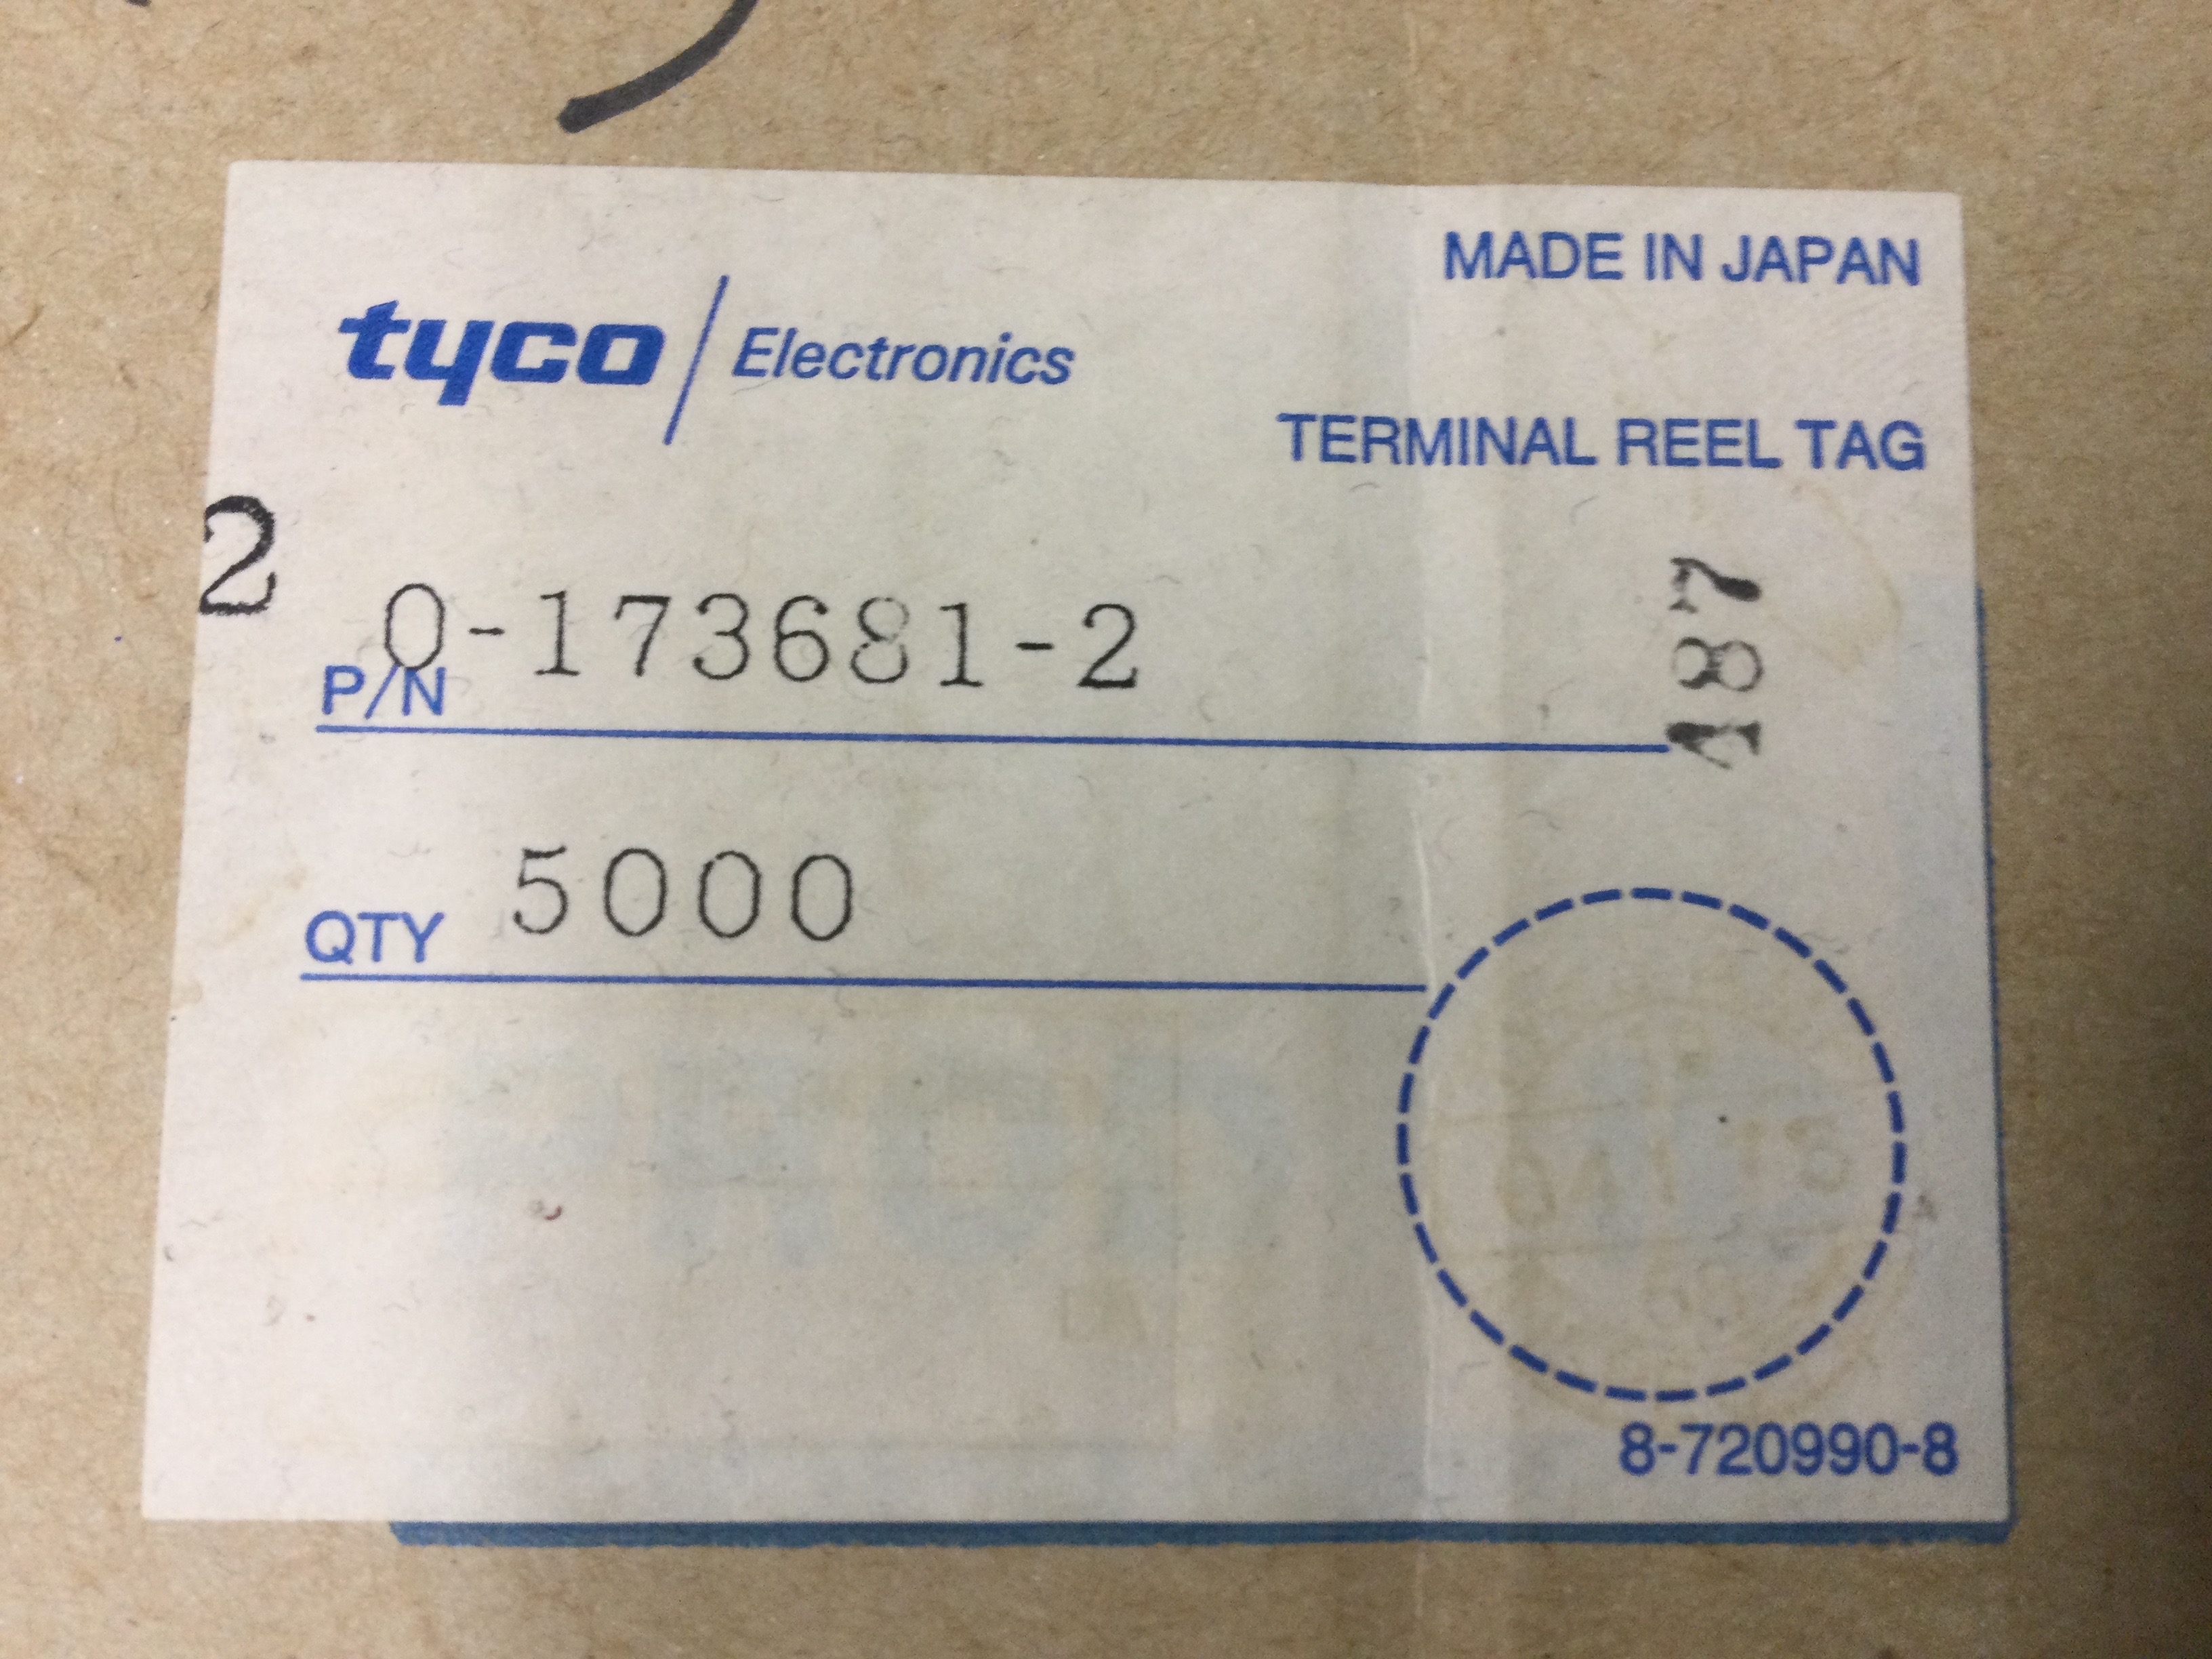 MADE IN JAPAN
tyco / Electronics
TERMINAL REEL TAG
2
P/N 0-173681-2
187
QTY 5000
8-720990-8